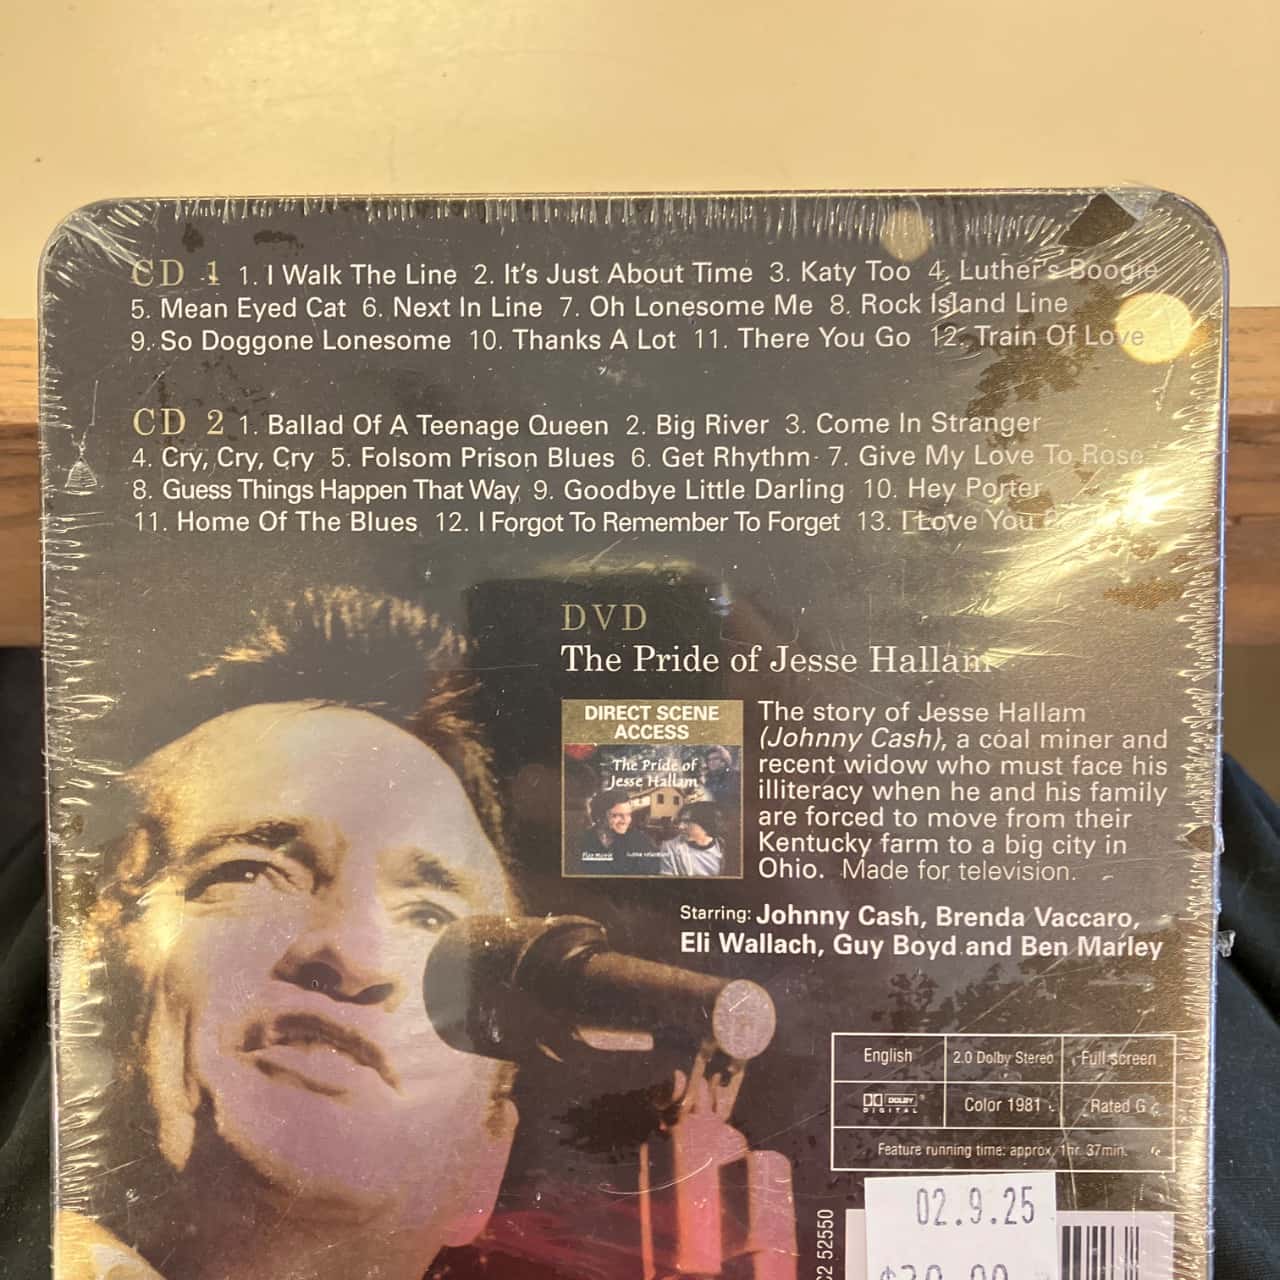 CD 1 1. I Walk The Line 2. It's Just About Time 3. Katy Too 4. Luther's Boogie
5. Mean Eyed Cat 6. Next In Line 7. Oh Lonesome Me 8. Rock Island Line
9. So Doggone Lonesome 10. Thanks A Lot 11. There You Go 12. Train Of Love
CD 2 1. Ballad Of A Teenage Queen 2. Big River 3. Come In Stranger
4. Cry, Cry, Cry 5. Folsom Prison Blues 6. Get Rhythm 7. Give My Love To Rose
8. Guess Things Happen That Way 9. Goodbye Little Darling 10. Hey Porter
11. Home Of The Blues 12. I Forgot To Remember To Forget 13. I Love You
DVD
The Pride of Jesse Hallam
DIRECT SCENE
ACCESS
The Pride of
Jesse Hallam
Play Movie
The story of Jesse Hallam
(Johnny Cash), a coal miner and
recent widow who must face his
illiteracy when he and his family
are forced to move from their
Kentucky farm to a big city in
Ohio. Made for television.
Starring: Johnny Cash, Brenda Vaccaro,
Eli Wallach, Guy Boyd and Ben Marley
English 2.0 Dolby Stereo Full screen
DOLBY DIGITAL Color 1981 Rated G
Feature running time: approx. 1hr. 37min.
02.9.25
C2 52550